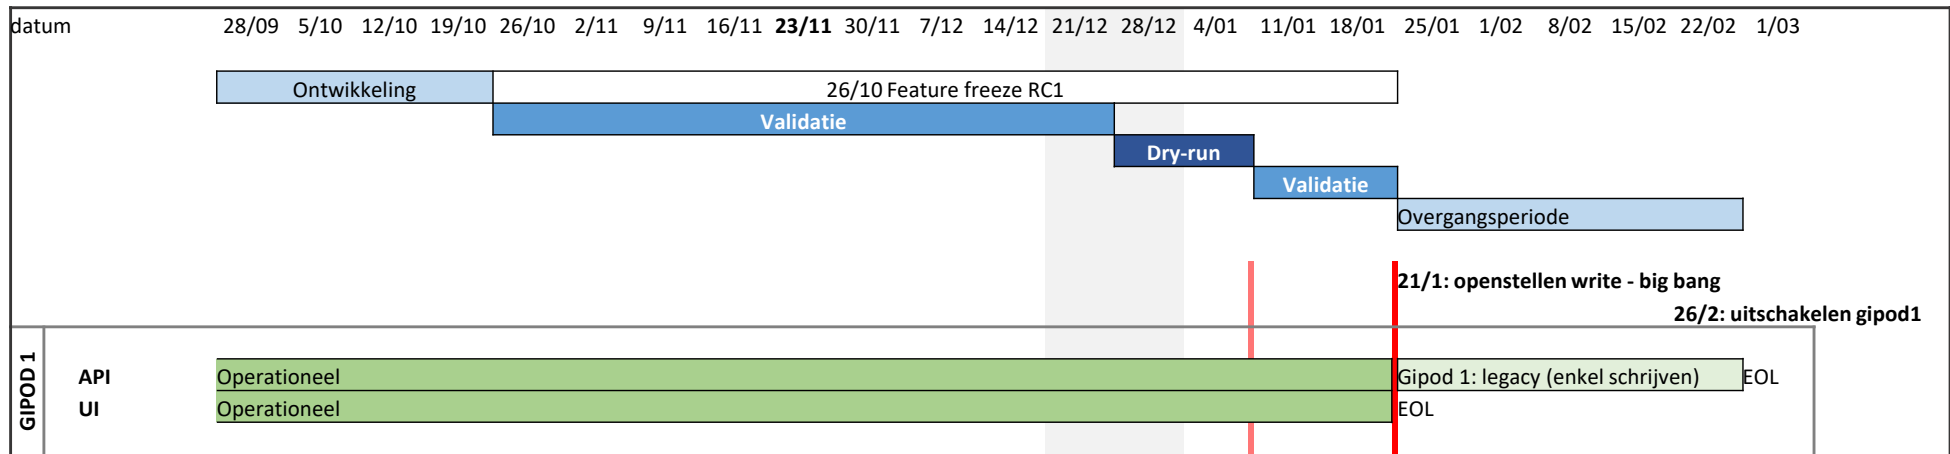 datum 28/09 5/10 12/10 19/10 26/10 2/11 9/11 16/11 23/11 30/11 7/12 14/12 21/12 28/12 4/01 11/01 18/01 25/01 1/02 8/02 15/02 22/02 1/03
Ontwikkeling 26/10 Feature freeze RC1
Validatie
Dry-run
Validatie
Overgangsperiode
21/1: openstellen write - big bang
26/2: uitschakelen gipod1
GIPOD 1
API Operationeel Gipod 1: legacy (enkel schrijven) EOL
UI Operationeel EOL